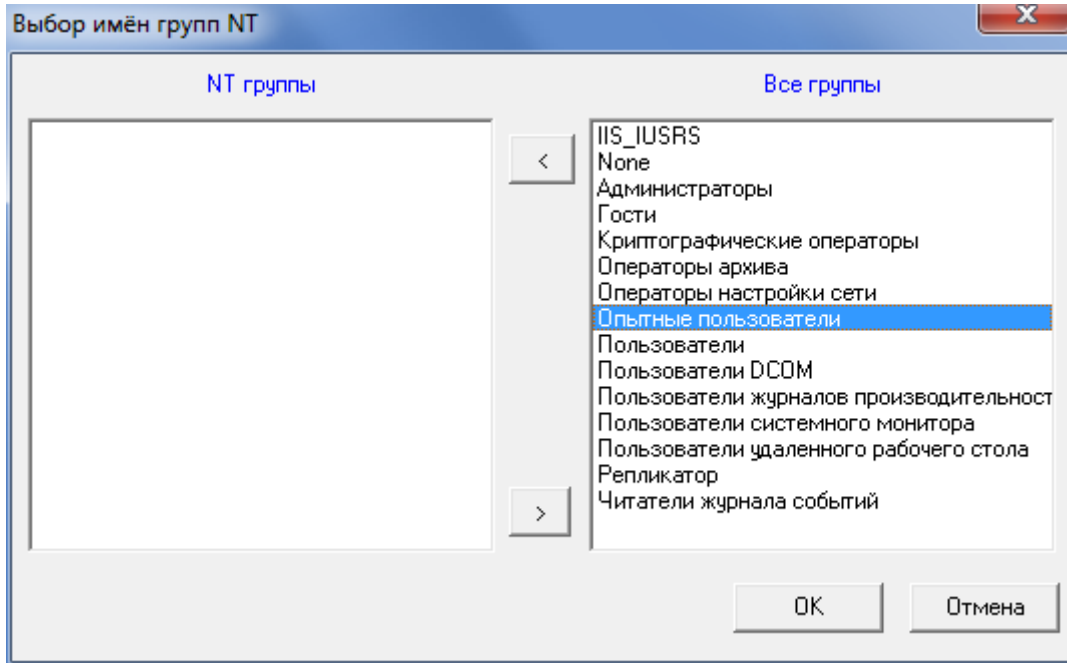 Выбор имён групп NT
NT группы
Все группы
<
>
IIS_IUSRS
None
Администраторы
Гости
Криптографические операторы
Операторы архива
Операторы настройки сети
Опытные пользователи
Пользователи
Пользователи DCOM
Пользователи журналов производительност
Пользователи системного монитора
Пользователи удаленного рабочего стола
Репликатор
Читатели журнала событий
OK
Отмена